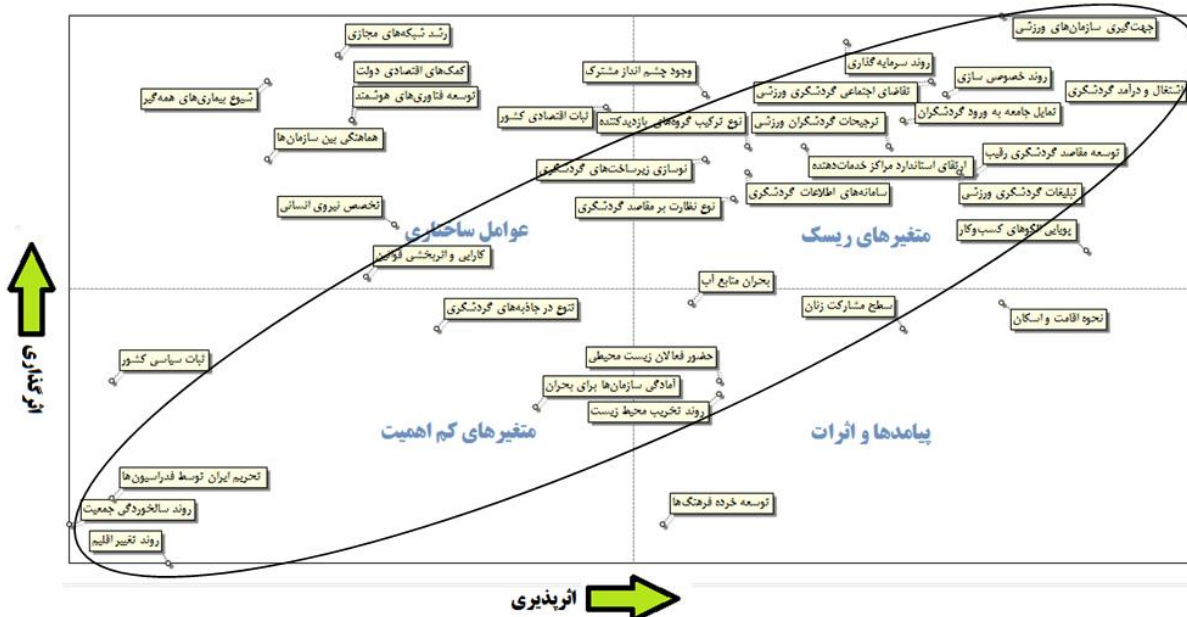 جهت‌گیری سازمان‌های ورزشی
رشد شبکه‌های مجازی
روند سرمایه گذاری
کمک‌های اقتصادی دولت
وجود چشم انداز مشترک
روند خصوصی سازی
شیوع بیماری‌های همه‌گیر
توسعه فناوری‌های هوشمند
تقاضای اجتماعی گردشگری ورزشی
اشتغال و درآمد گردشگری
ثبات اقتصادی کشور
نوع ترکیب گروه‌های بازدیدکننده
ترجیحات گردشگران ورزشی
تمایل جامعه به ورود گردشگران
هماهنگی بین سازمان‌ها
توسعه مقاصد گردشگری رقیب
نوسازی زیرساخت‌های گردشگری
ارتقای استاندارد مراکز خدمات‌دهنده
سامانه‌های اطلاعات گردشگری
تبلیغات گردشگری ورزشی
تخصص نیروی انسانی
نوع نظارت بر مقاصد گردشگری
پویایی الگوهای کسب‌وکار
عوامل ساختاری
متغیرهای ریسک
کارایی و اثربخشی قوانین
بحران منابع آب
تنوع در جاذبه‌های گردشگری
سطح مشارکت زنان
نحوه اقامت و اسکان
ثبات سیاسی کشور
حضور فعالان زیست محیطی
آمادگی سازمان‌ها برای بحران
روند تخریب محیط زیست
متغیرهای کم اهمیت
پیامدها و اثرات
تحریم ایران توسط فدراسیون‌ها
روند سالخوردگی جمعیت
توسعه خرده فرهنگ‌ها
روند تغییر اقلیم
اثرگذاری
اثرپذیری